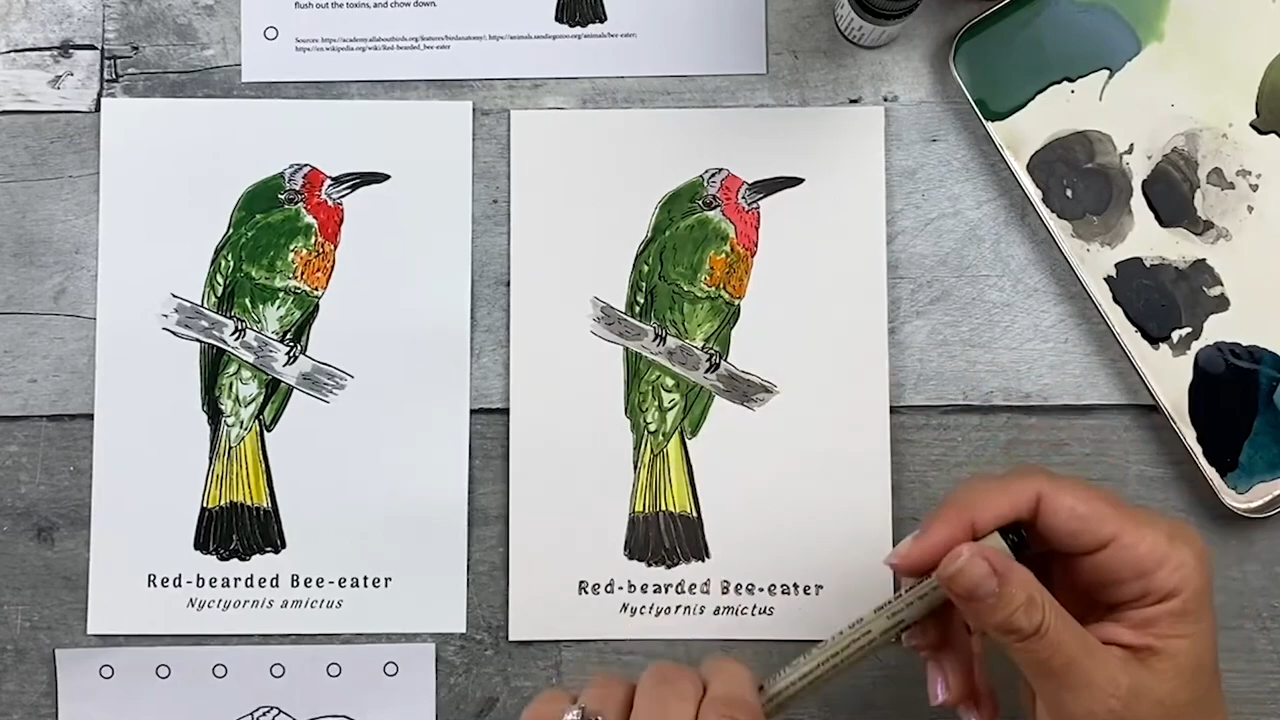 flush out the toxins, and chow down.
Sources: https://academy.allaboutbirds.org/features/birdanatomy/; https://animals.sandiegozoo.org/animals/bee-eater;
https://en.wikipedia.org/wiki/Red-bearded_bee-eater
Red-bearded Bee-eater
Nyctyornis amictus
Red-bearded Bee-eater
Nyctyornis amictus